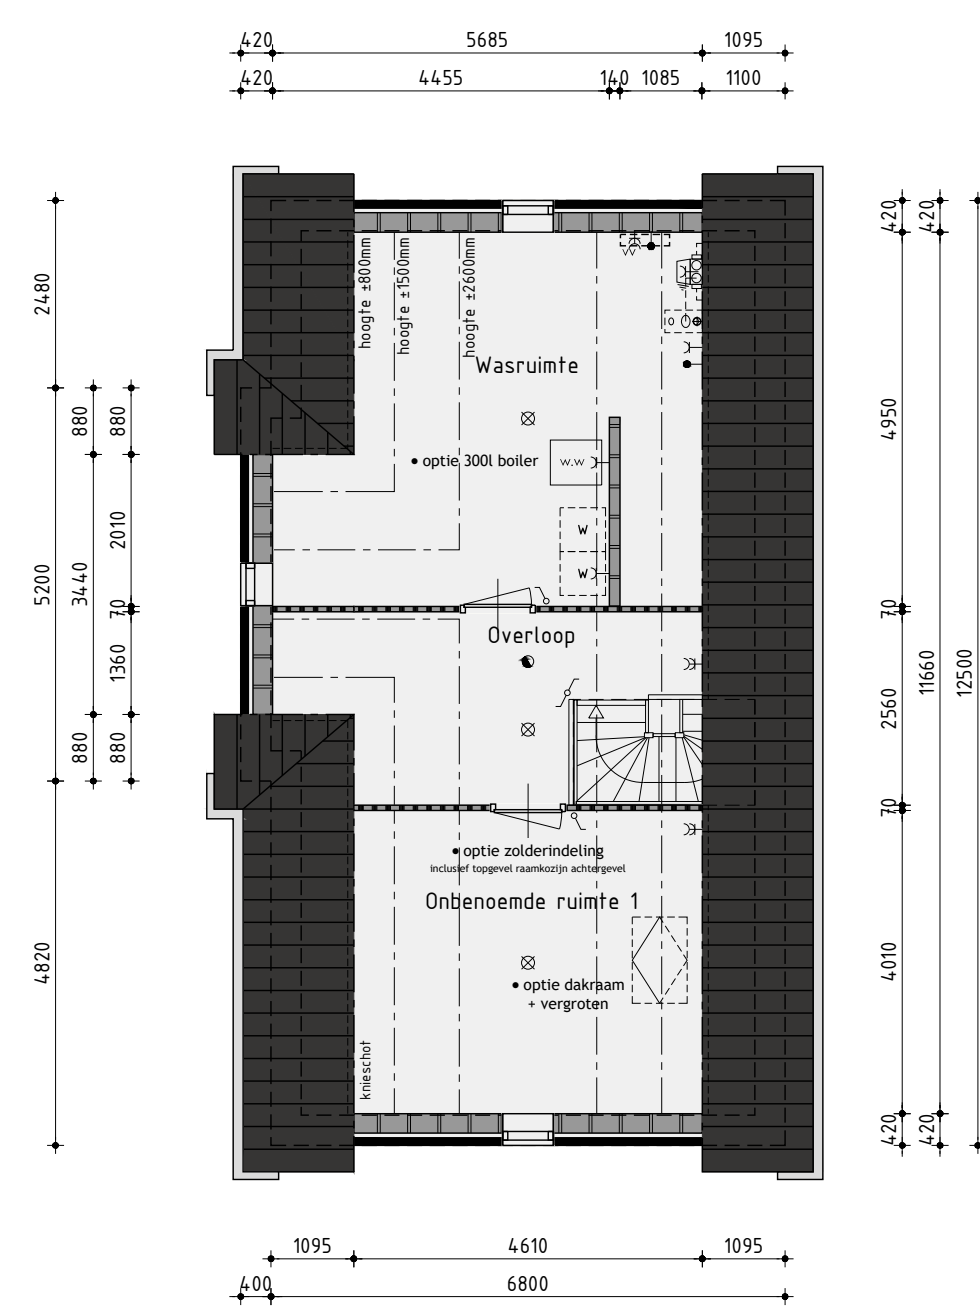 420 5685 1095
420 4455 140 1085 1100
2480
5200
4820
880
3440
880
880
2010
70
1360
880
hoogte ±800mm
hoogte ±1500mm
hoogte ±2600mm
Wasruimte
• optie 300l boiler
w.w
w
w
Overloop
• optie zolderindeling
inclusief topgevel raamkozijn achtergevel
Onbenoemde ruimte 1
• optie dakraam
+ vergroten
knieschot
420
4950
70
2560
70
4010
420
420
11660
420
12500
1095 4610 1095
400 6800